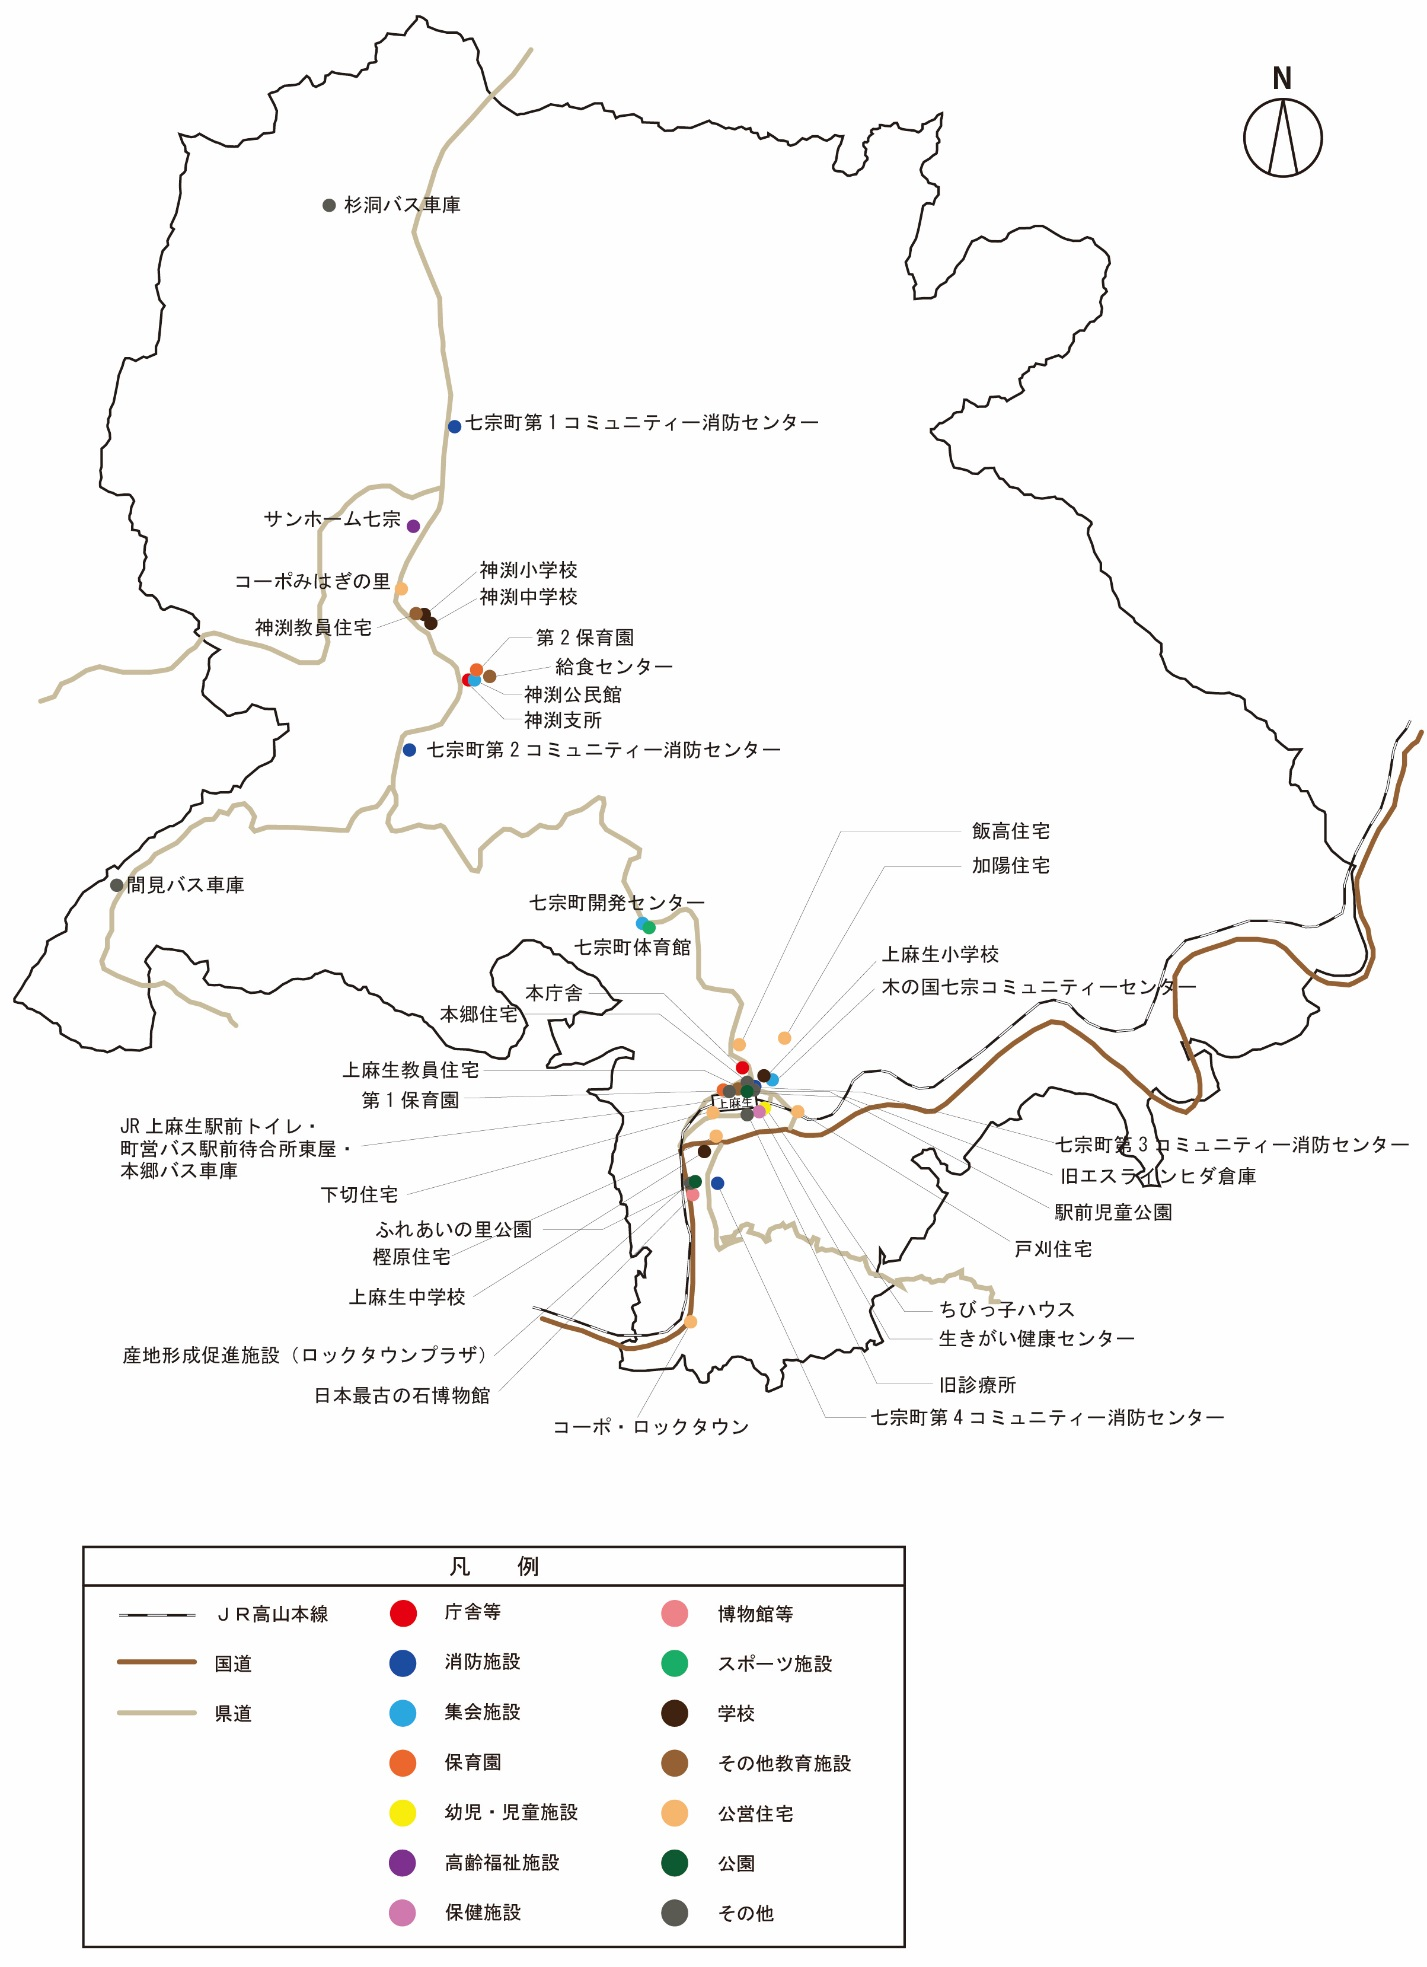 N
杉洞バス車庫
七宗町第1コミュニティー消防センター
サンホーム七宗
神渕小学校
コーポみはぎの里
神渕中学校
神渕教員住宅
第2保育園
給食センター
神渕公民館
神渕支所
七宗町第2コミュニティー消防センター
飯高住宅
加陽住宅
間見バス車庫
七宗町開発センター
七宗町体育館
上麻生小学校
木の国七宗コミュニティーセンター
本庁舎
本郷住宅
上麻生教員住宅
第1保育園
上麻生
JR上麻生駅前トイレ・
町営バス駅前待合所東屋・
本郷バス車庫
七宗町第3コミュニティー消防センター
旧エスラインヒダ倉庫
下切住宅
駅前児童公園
ふれあいの里公園
戸刈住宅
樫原住宅
上麻生中学校
ちびっ子ハウス
生きがい健康センター
産地形成促進施設（ロックタウンプラザ）
旧診療所
日本最古の石博物館
七宗町第4コミュニティー消防センター
コーポ・ロックタウン
凡　例
ＪＲ高山本線
庁舎等
博物館等
国道
消防施設
スポーツ施設
県道
集会施設
学校
保育園
その他教育施設
幼児・児童施設
公営住宅
高齢福祉施設
公園
保健施設
その他